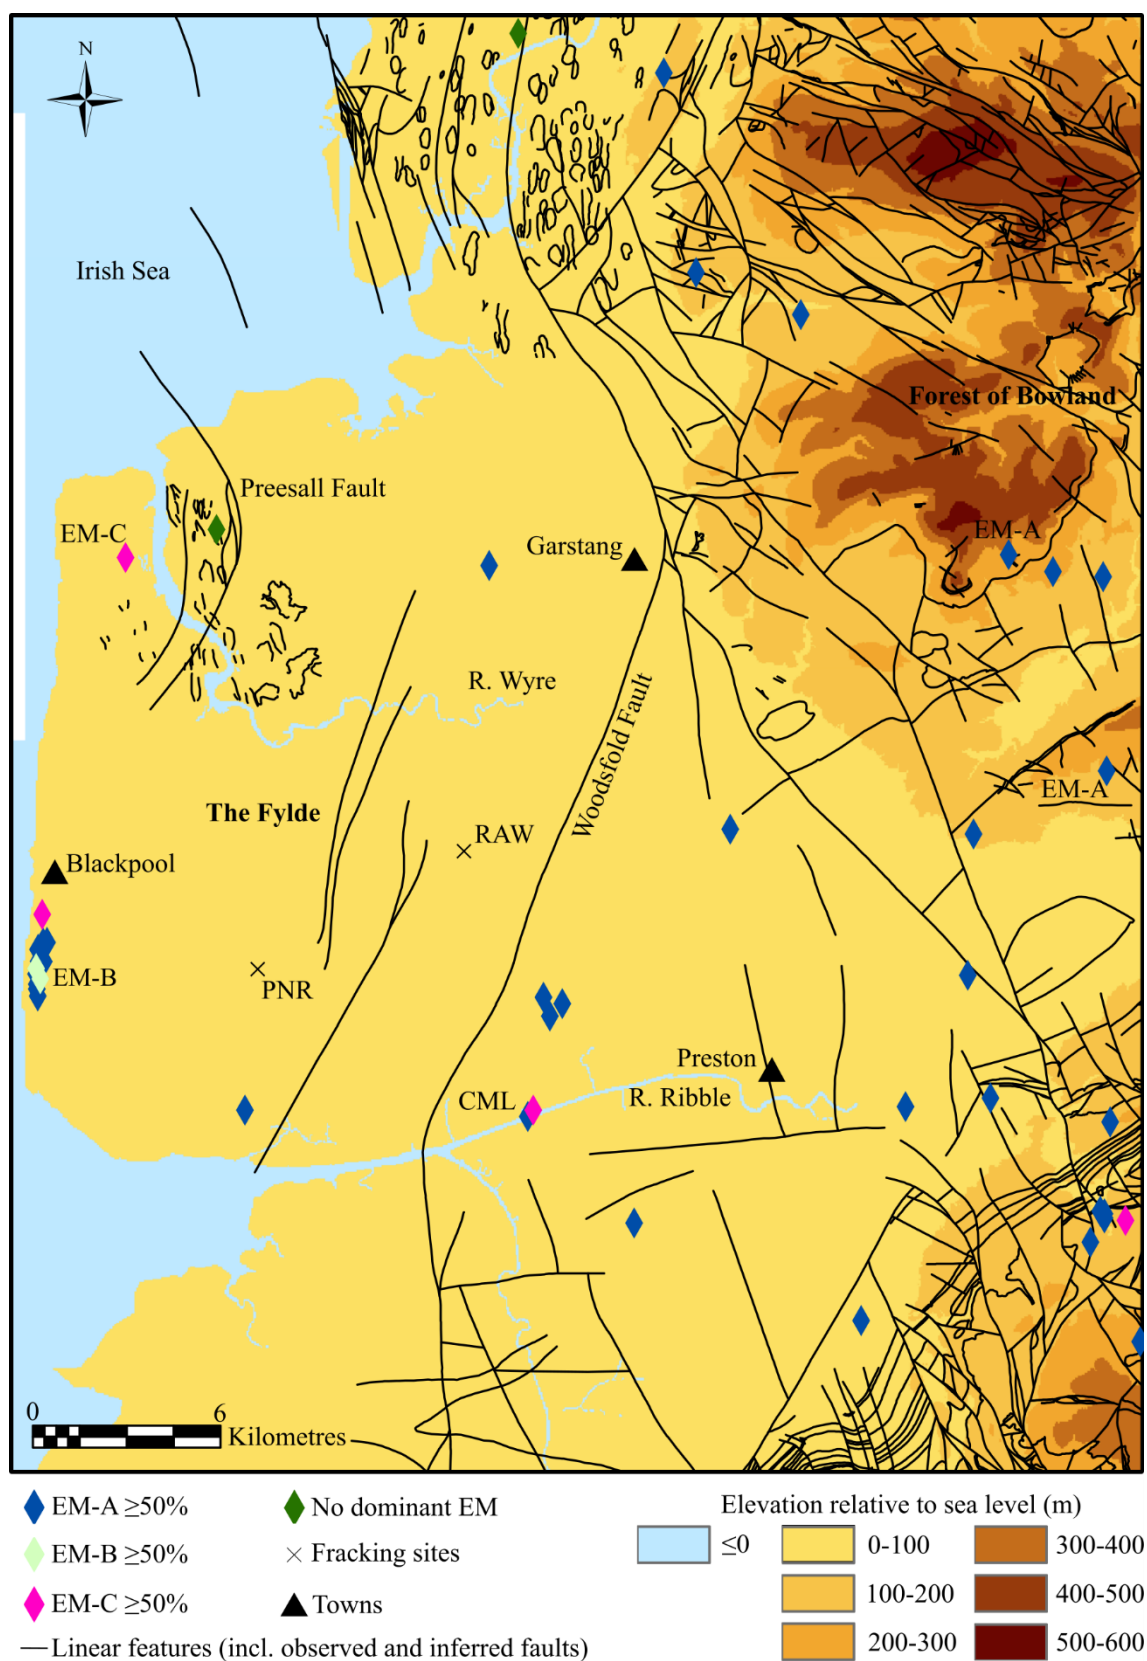 N
Irish Sea
Forest of Bowland
Preesall Fault
EM-C
Garstang
EM-A
R. Wyre
Woodsfold Fault
EM-A
The Fylde
RAW
Blackpool
EM-B
PNR
Preston
CML
R. Ribble
0 6
Kilometres
EM-A ≥50%
No dominant EM
Elevation relative to sea level (m)
≤0
0-100
300-400
EM-B ≥50%
Fracking sites
100-200
400-500
EM-C ≥50%
Towns
200-300
500-600
Linear features (incl. observed and inferred faults)